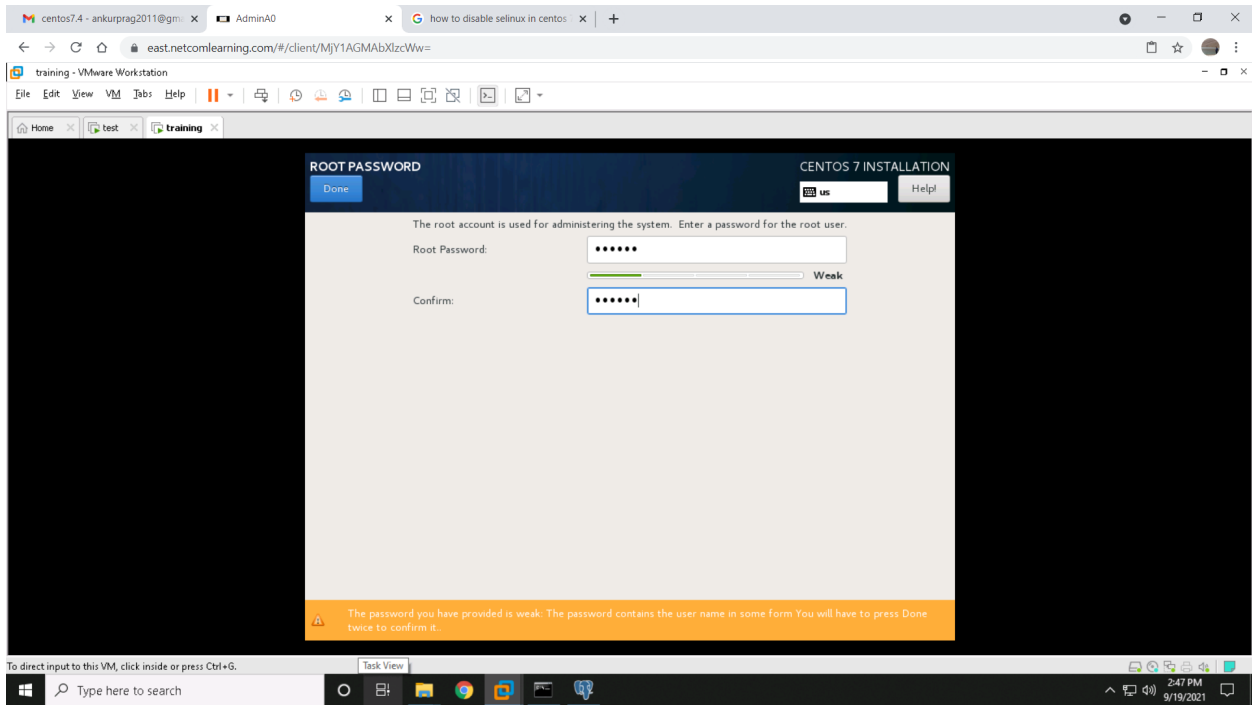 centos7.4 - ankurprag2011@gm
AdminA0
how to disable selinux in centos
east.netcomlearning.com/#/client/MjY1AGMAbXlzcWw=
training - VMware Workstation
File Edit View VM Tabs Help
Home
test
training
ROOT PASSWORD
CENTOS 7 INSTALLATION
Done
us
Help!
The root account is used for administering the system. Enter a password for the root user.
Root Password:
••••••
Weak
Confirm:
••••••
The password you have provided is weak: The password contains the user name in some form You will have to press Done
twice to confirm it..
To direct input to this VM, click inside or press Ctrl+G.
Task View
Type here to search
2:47 PM
9/19/2021